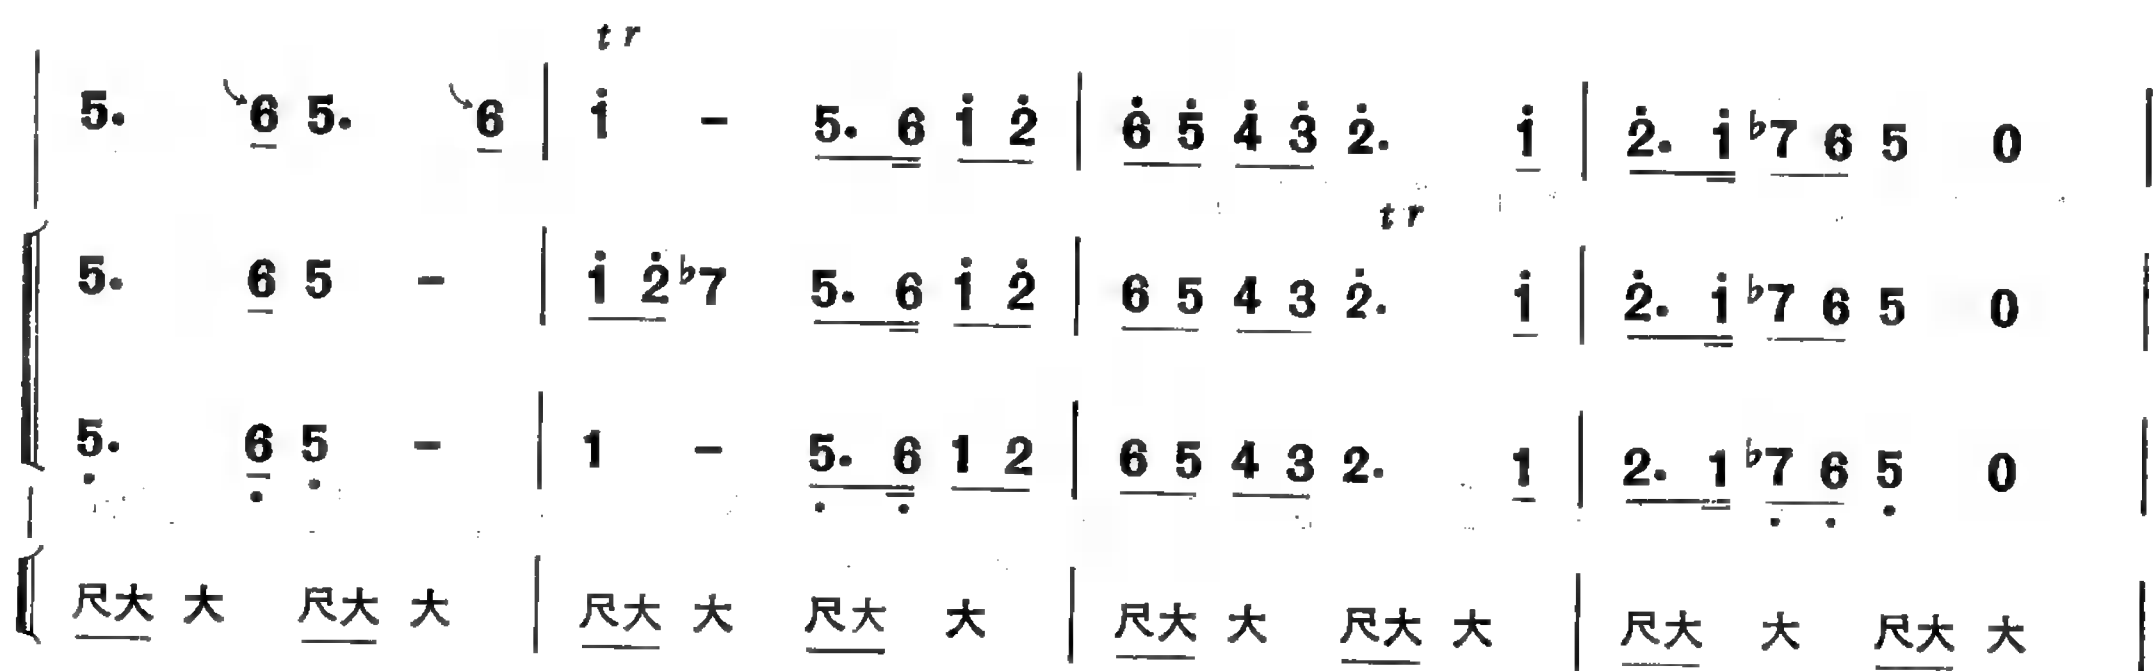 tr
5. 6 5. 6 | i̇ - 5. 6 i̇ 2̇ | 6̇ 5̇ 4̇ 3̇ 2̇. i̇ | 2̇. i̇ ♭7 6 5 0 |
tr
5. 6 5 - | i̇ 2̇ ♭7 5. 6 i̇ 2̇ | 6 5 4 3 2̇. i̇ | 2̇. i̇ ♭7 6 5 0 |
5̣. 6̣ 5̣ - | 1 - 5̣. 6̣ 1 2 | 6 5 4 3 2. 1 | 2. 1 ♭7̣ 6̣ 5̣ 0 |
尺大 大 尺大 大 | 尺大 大 尺大 大 | 尺大 大 尺大 大 | 尺大 大 尺大 大 |